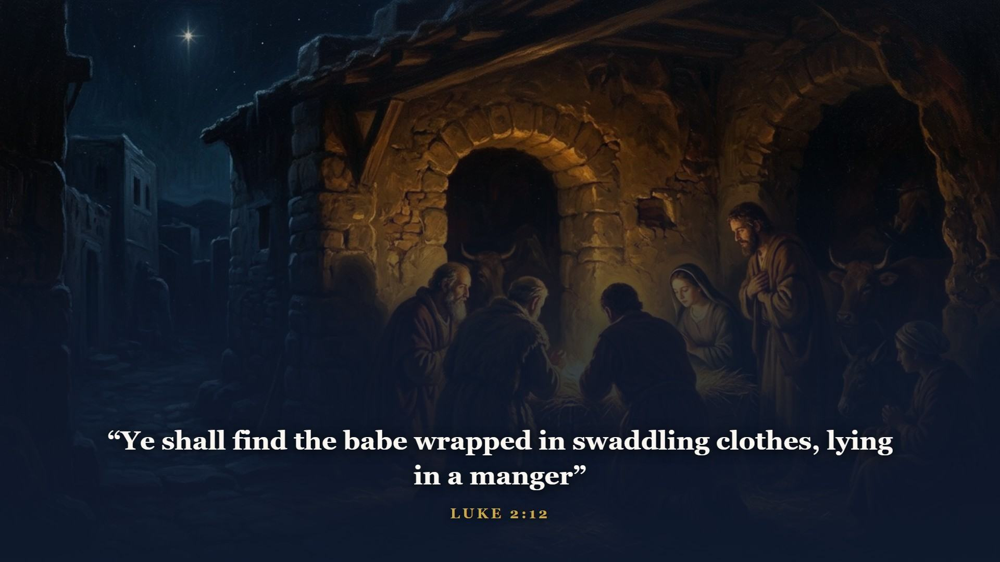 “Ye shall find the babe wrapped in swaddling clothes, lying
in a manger”
LUKE 2:12